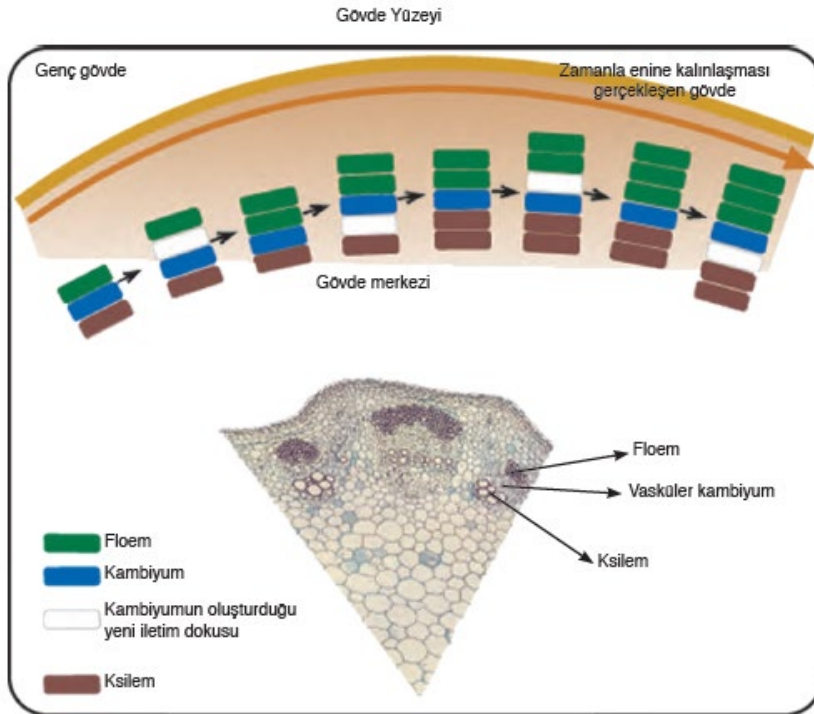 Gövde Yüzeyi
Genç gövde
Zamanla enine kalınlaşması
gerçekleşen gövde
Gövde merkezi
Floem
Vasküler kambiyum
Ksilem
Floem
Kambiyum
Kambiyumun oluşturduğu
yeni iletim dokusu
Ksilem